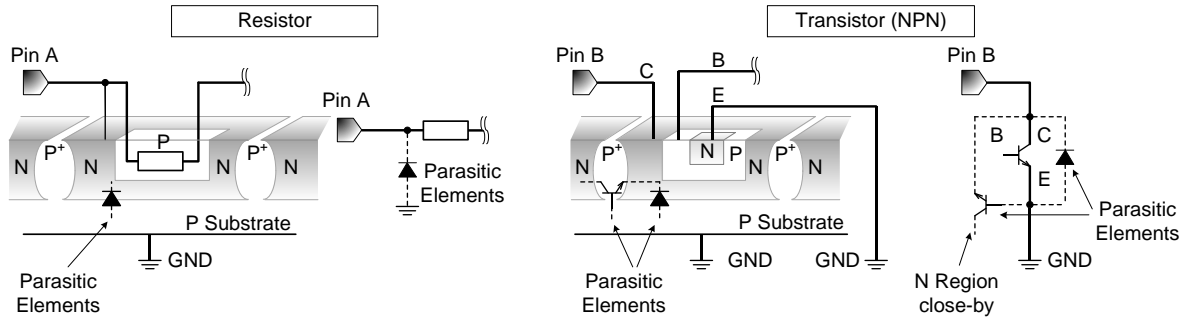 Resistor
Transistor (NPN)
Pin A
Pin B
C
B
E
Pin B
Pin A
N
P+
N
P
N
P+
N
Parasitic
Elements
N
P+
N
N
P
N
P+
N
B
C
E
P Substrate
GND
Parasitic
Elements
P Substrate
GND
GND
Parasitic
Elements
Parasitic
Elements
GND
N Region
close-by